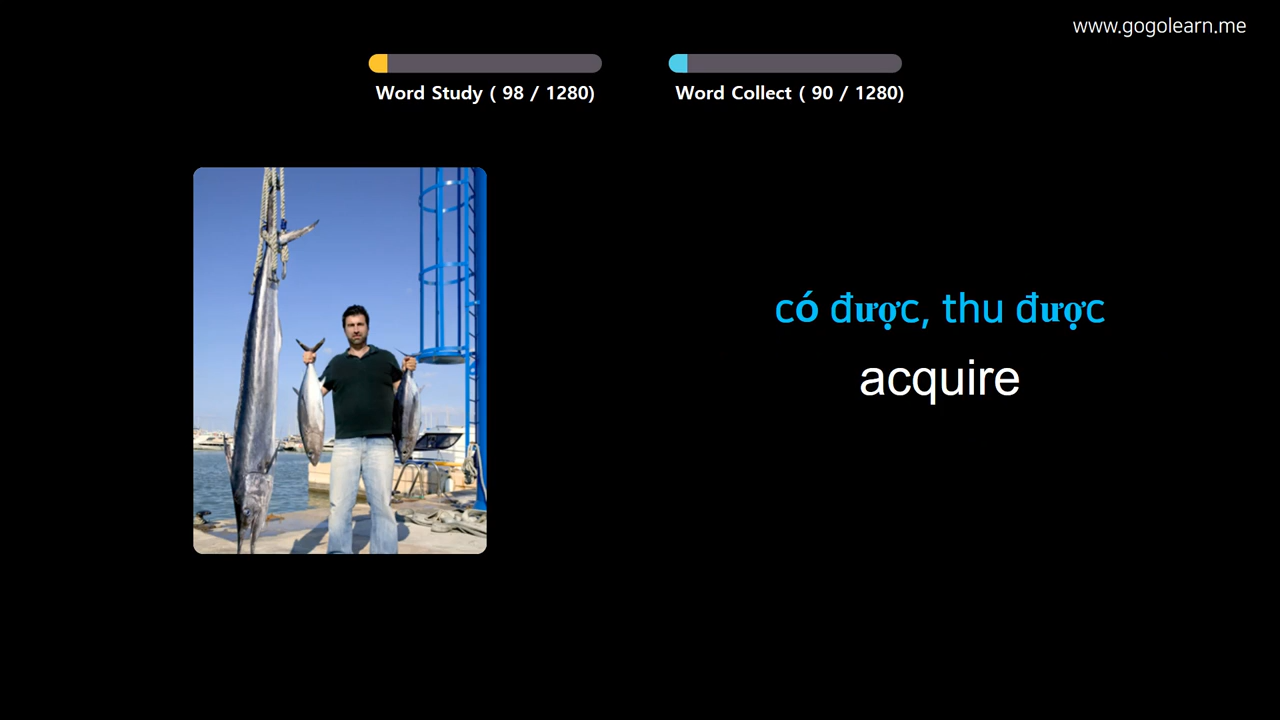 www.gogolearn.me
Word Study ( 98 / 1280)
Word Collect ( 90 / 1280)
có được, thu được
acquire